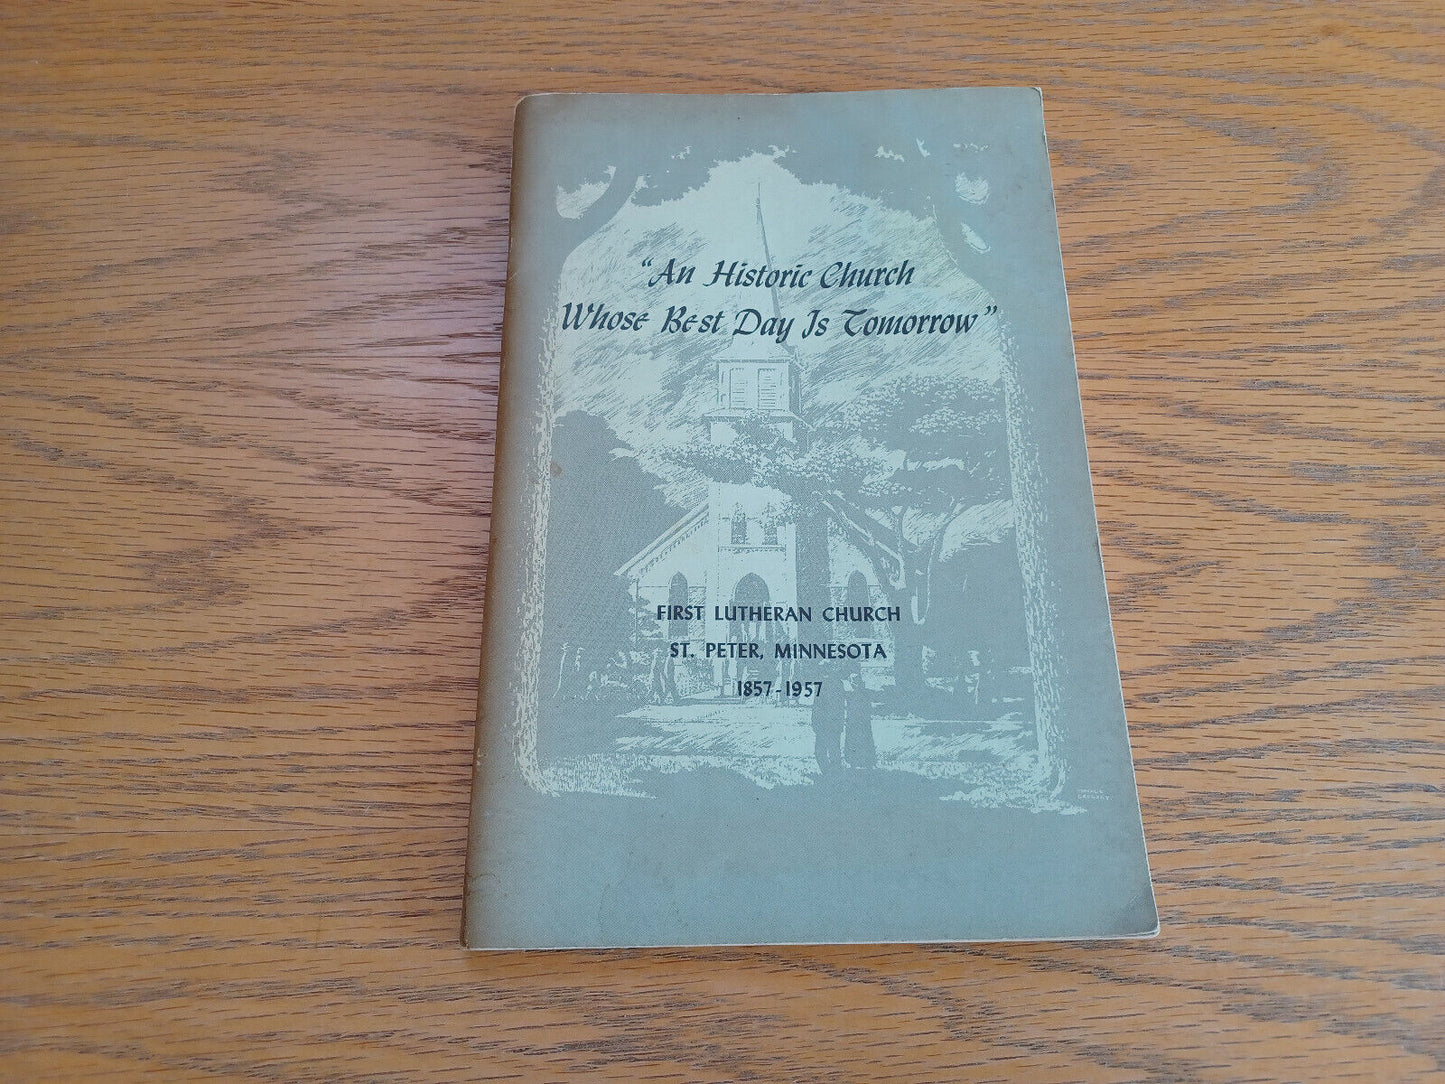 "An Historic Church
Whose Best Day Is Tomorrow"
FIRST LUTHERAN CHURCH
ST. PETER, MINNESOTA
1857-1957